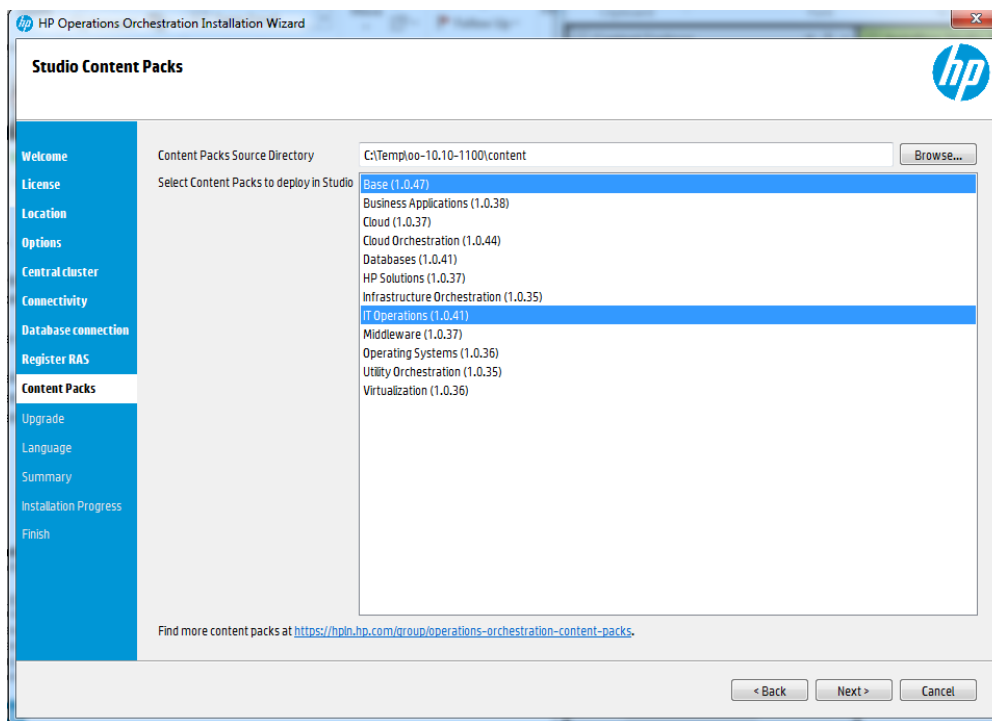 HP Operations Orchestration Installation Wizard
Studio Content Packs
hp
Welcome
License
Location
Options
Central cluster
Connectivity
Database connection
Register RAS
Content Packs
Upgrade
Language
Summary
Installation Progress
Finish
Content Packs Source Directory C:\Temp\oo-10.10-1100\content Browse...
Select Content Packs to deploy in Studio
Base (1.0.47)
Business Applications (1.0.38)
Cloud (1.0.37)
Cloud Orchestration (1.0.44)
Databases (1.0.41)
HP Solutions (1.0.37)
Infrastructure Orchestration (1.0.35)
IT Operations (1.0.41)
Middleware (1.0.37)
Operating Systems (1.0.36)
Utility Orchestration (1.0.35)
Virtualization (1.0.36)
Find more content packs at https://hpln.hp.com/group/operations-orchestration-content-packs.
< Back Next > Cancel